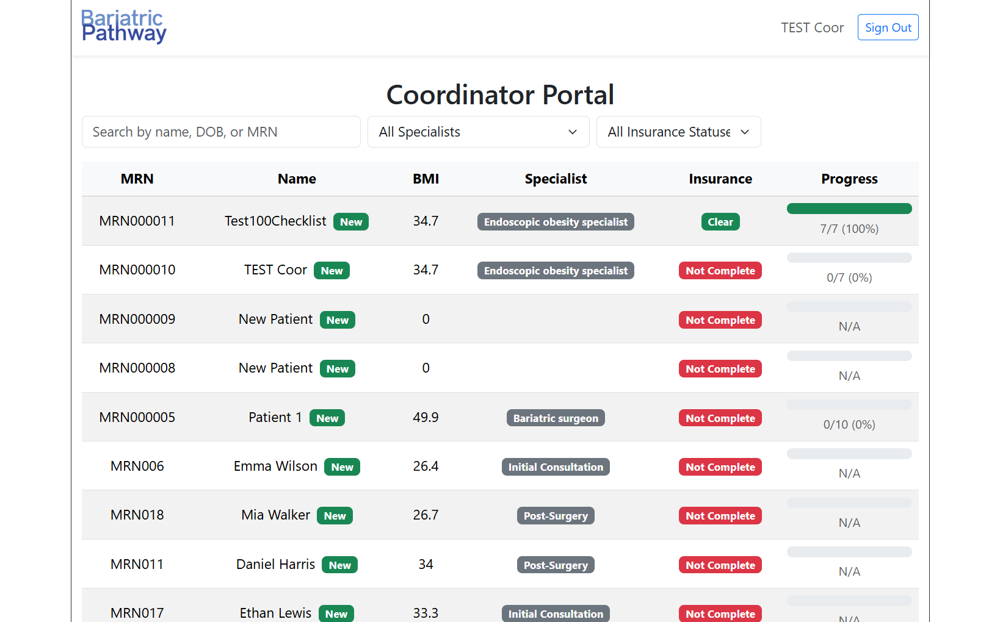 Bariatric
Pathway
TEST Coor Sign Out
Coordinator Portal
Search by name, DOB, or MRN All Specialists All Insurance Statuse
MRN Name BMI Specialist Insurance Progress
MRN000011 Test100Checklist New 34.7 Endoscopic obesity specialist Clear 7/7 (100%)
MRN000010 TEST Coor New 34.7 Endoscopic obesity specialist Not Complete 0/7 (0%)
MRN000009 New Patient New 0 Not Complete N/A
MRN000008 New Patient New 0 Not Complete N/A
MRN000005 Patient 1 New 49.9 Bariatric surgeon Not Complete 0/10 (0%)
MRN006 Emma Wilson New 26.4 Initial Consultation Not Complete N/A
MRN018 Mia Walker New 26.7 Post-Surgery Not Complete N/A
MRN011 Daniel Harris New 34 Post-Surgery Not Complete N/A
MRN017 Ethan Lewis New 33.3 Initial Consultation Not Complete N/A